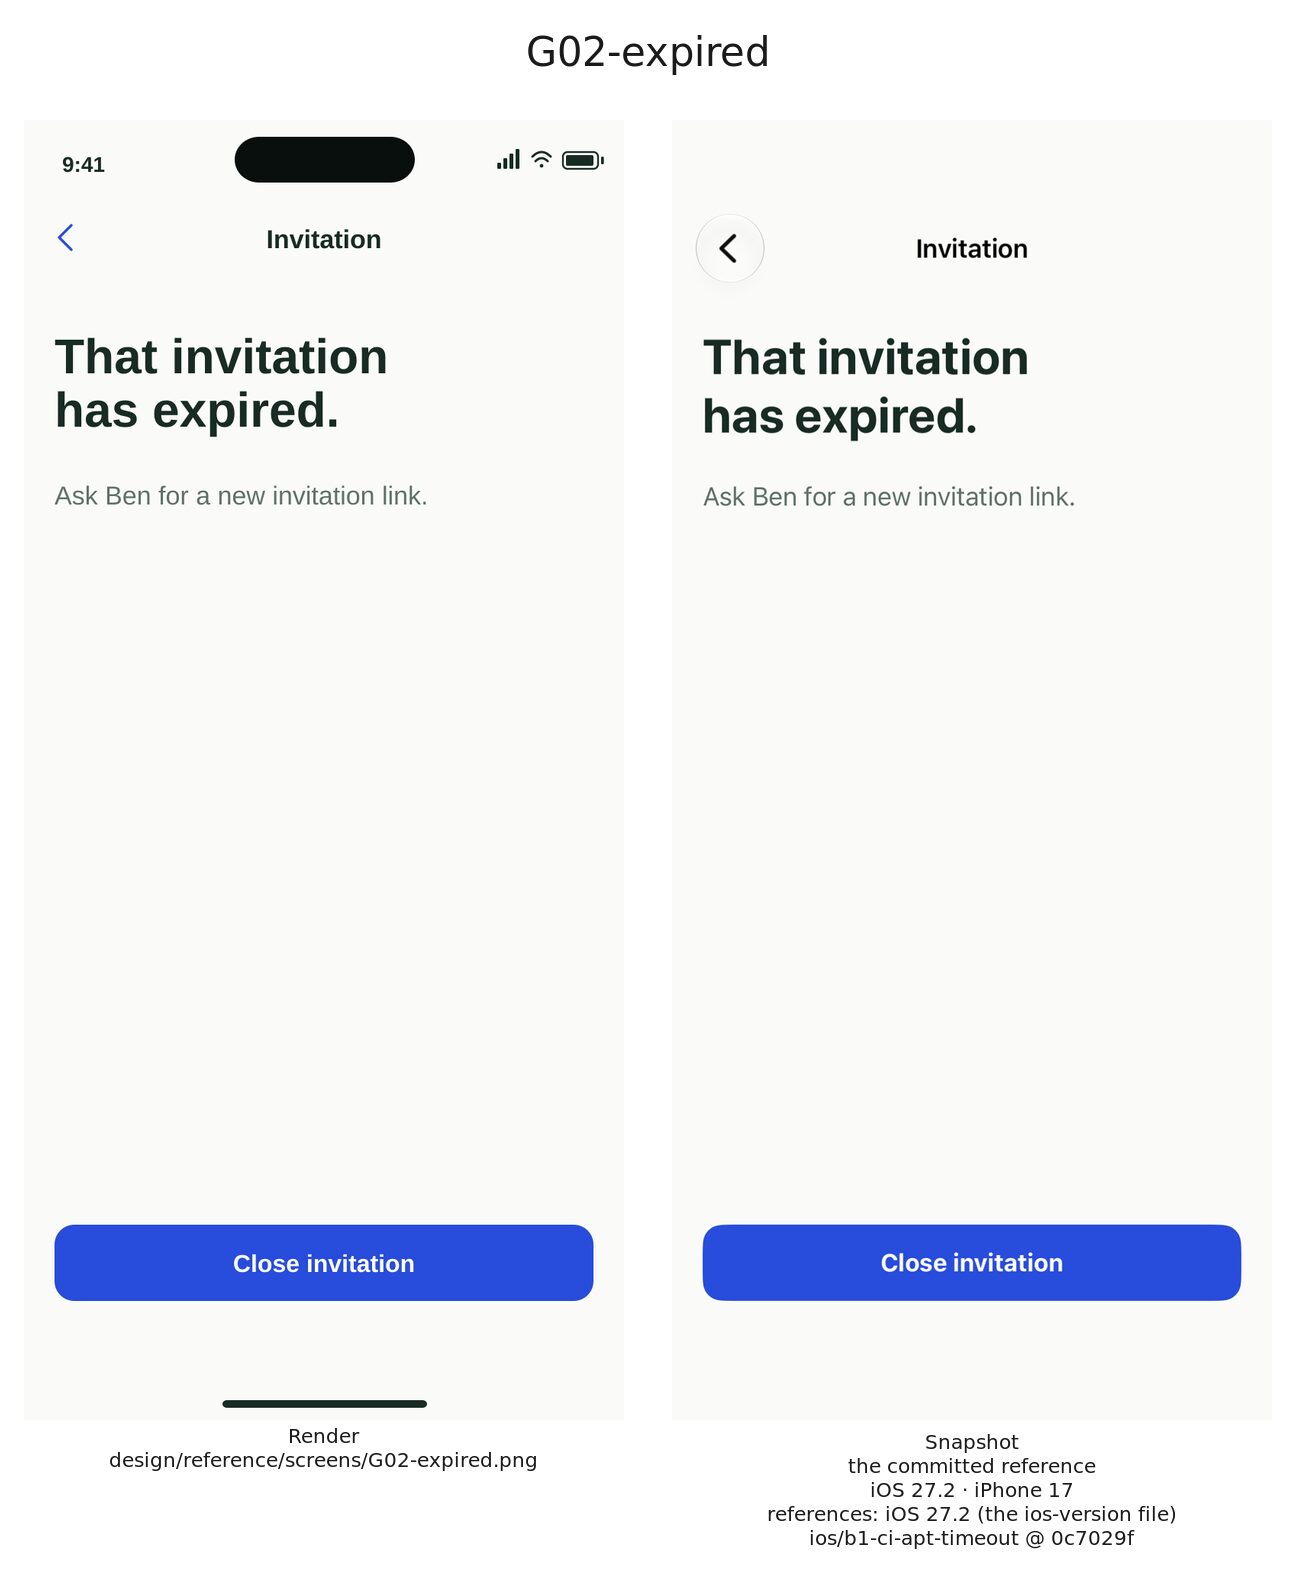 G02-expired
9:41
Invitation
That invitation
has expired.
Ask Ben for a new invitation link.
Close invitation
Render
design/reference/screens/G02-expired.png
Invitation
That invitation
has expired.
Ask Ben for a new invitation link.
Close invitation
Snapshot
the committed reference
iOS 27.2 · iPhone 17
references: iOS 27.2 (the ios-version file)
ios/b1-ci-apt-timeout @ 0c7029f